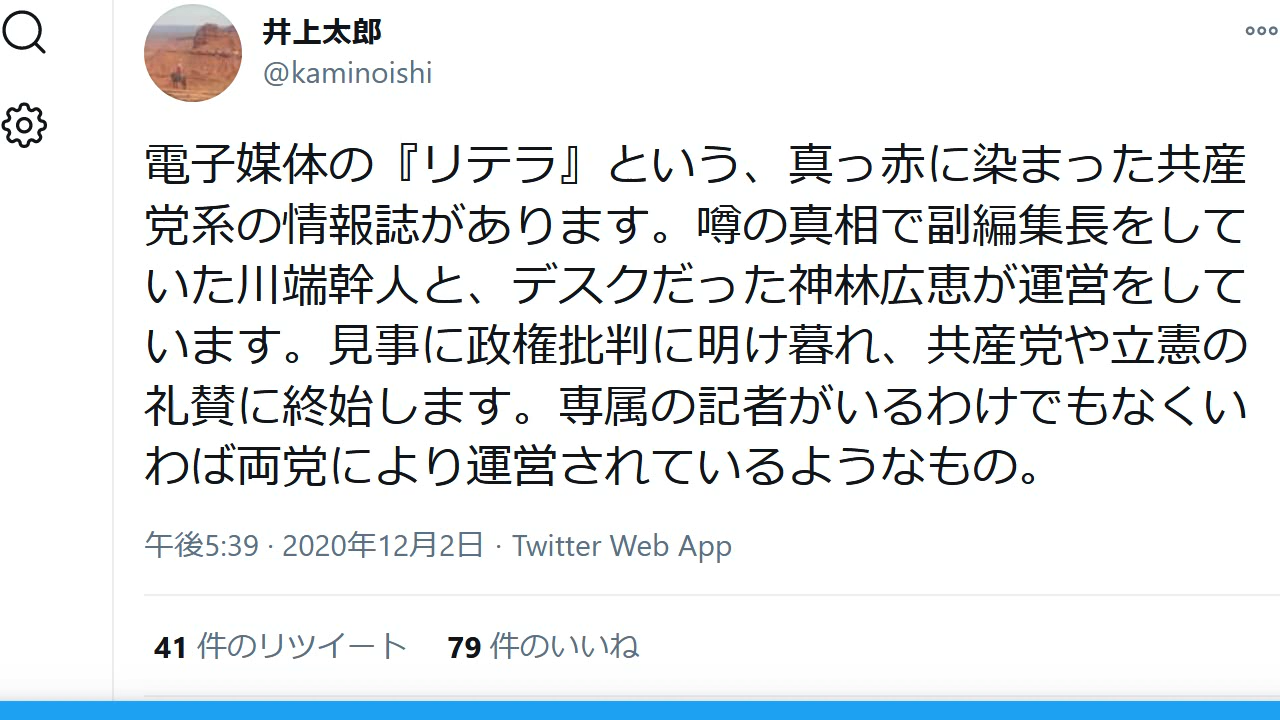 井上太郎
@kaminoishi
電子媒体の『リテラ』という、真っ赤に染まった共産
党系の情報誌があります。噂の真相で副編集長をして
いた川端幹人と、デスクだった神林広恵が運営をして
います。見事に政権批判に明け暮れ、共産党や立憲の
礼賛に終始します。専属の記者がいるわけでもなくい
わば両党により運営されているようなもの。
午後5:39 · 2020年12月2日 · Twitter Web App
41 件のリツイート 79 件のいいね